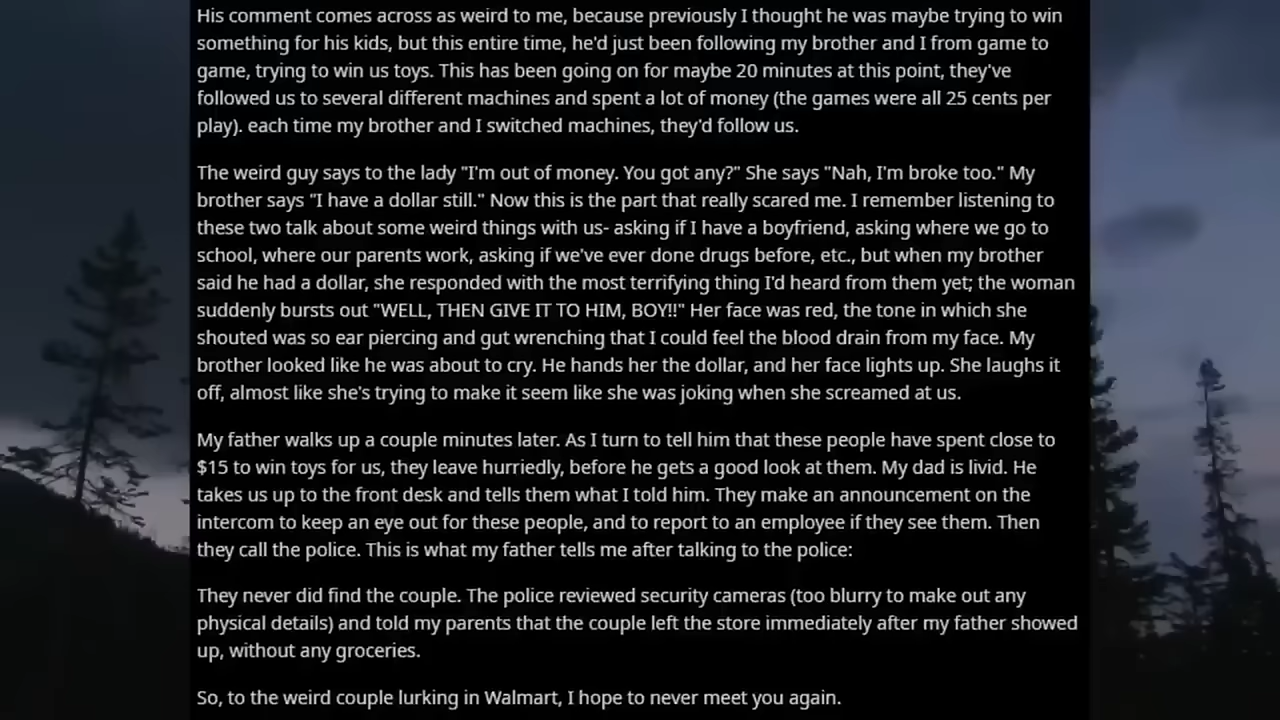 His comment comes across as weird to me, because previously I thought he was maybe trying to win
something for his kids, but this entire time, he'd just been following my brother and I from game to
game, trying to win us toys. This has been going on for maybe 20 minutes at this point, they've
followed us to several different machines and spent a lot of money (the games were all 25 cents per
play). each time my brother and I switched machines, they'd follow us.
The weird guy says to the lady "I'm out of money. You got any?" She says "Nah, I'm broke too." My
brother says "I have a dollar still." Now this is the part that really scared me. I remember listening to
these two talk about some weird things with us- asking if I have a boyfriend, asking where we go to
school, where our parents work, asking if we've ever done drugs before, etc., but when my brother
said he had a dollar, she responded with the most terrifying thing I'd heard from them yet; the woman
suddenly bursts out "WELL, THEN GIVE IT TO HIM, BOY!!" Her face was red, the tone in which she
shouted was so ear piercing and gut wrenching that I could feel the blood drain from my face. My
brother looked like he was about to cry. He hands her the dollar, and her face lights up. She laughs it
off, almost like she's trying to make it seem like she was joking when she screamed at us.
My father walks up a couple minutes later. As I turn to tell him that these people have spent close to
$15 to win toys for us, they leave hurriedly, before he gets a good look at them. My dad is livid. He
takes us up to the front desk and tells them what I told him. They make an announcement on the
intercom to keep an eye out for these people, and to report to an employee if they see them. Then
they call the police. This is what my father tells me after talking to the police:
They never did find the couple. The police reviewed security cameras (too blurry to make out any
physical details) and told my parents that the couple left the store immediately after my father showed
up, without any groceries.
So, to the weird couple lurking in Walmart, I hope to never meet you again.